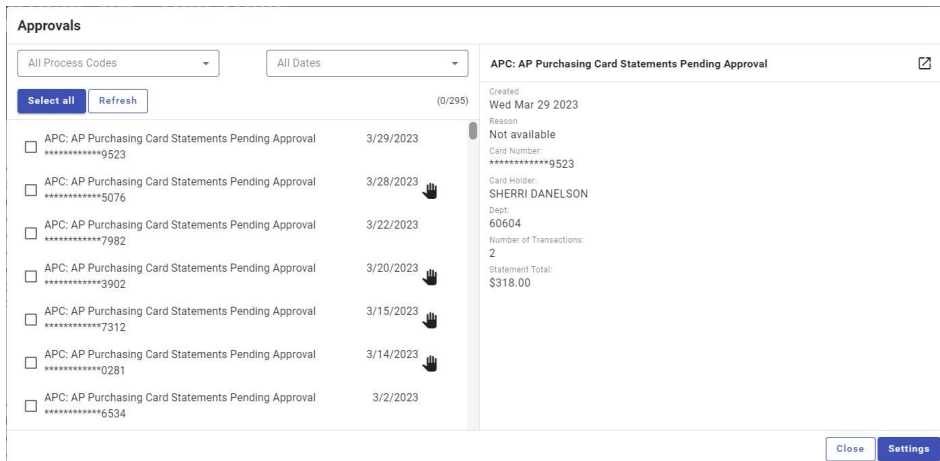 Approvals
All Process Codes
All Dates
Select all
Refresh
(0/295)
APC: AP Purchasing Card Statements Pending Approval 3/29/2023
************9523
APC: AP Purchasing Card Statements Pending Approval 3/28/2023
************5076
APC: AP Purchasing Card Statements Pending Approval 3/22/2023
************7982
APC: AP Purchasing Card Statements Pending Approval 3/20/2023
************3902
APC: AP Purchasing Card Statements Pending Approval 3/15/2023
************7312
APC: AP Purchasing Card Statements Pending Approval 3/14/2023
************0281
APC: AP Purchasing Card Statements Pending Approval 3/2/2023
************6534
APC: AP Purchasing Card Statements Pending Approval
Created
Wed Mar 29 2023
Reason
Not available
Card Number:
************9523
Card Holder:
SHERRI DANELSON
Dept:
60604
Number of Transactions:
2
Statement Total:
$318.00
Close
Settings